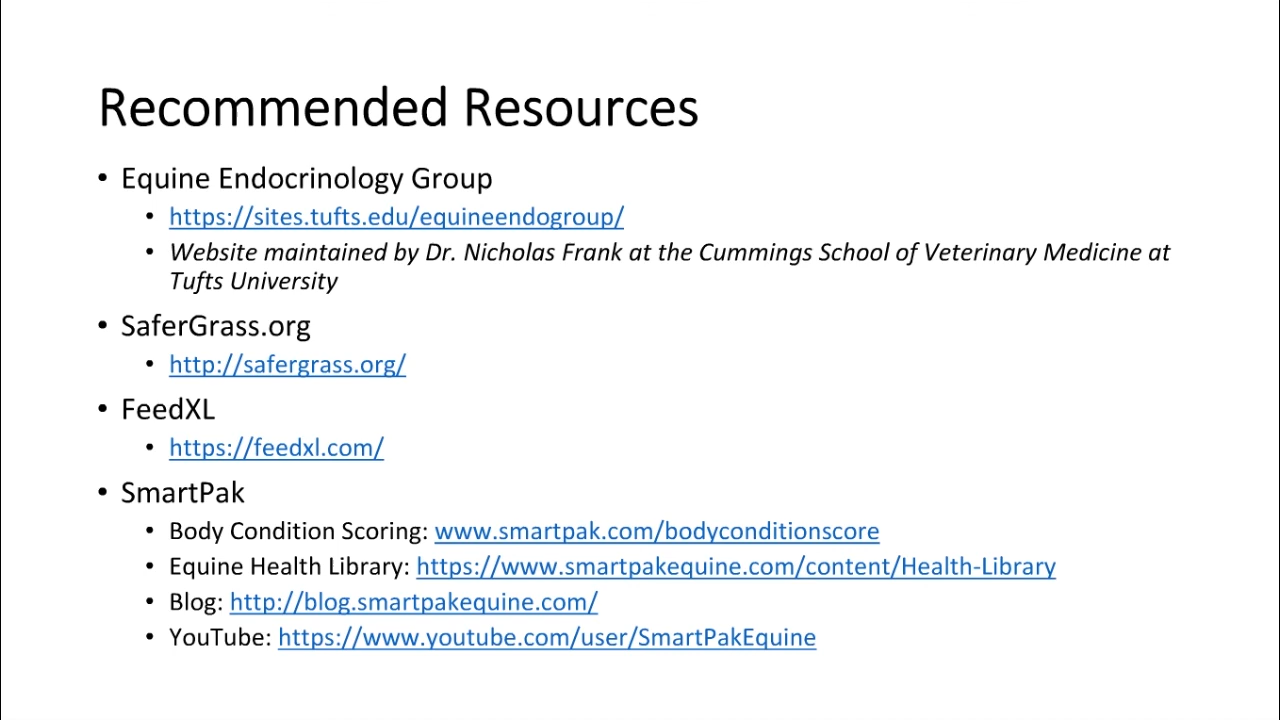 Recommended Resources
• Equine Endocrinology Group
• https://sites.tufts.edu/equineendogroup/
• Website maintained by Dr. Nicholas Frank at the Cummings School of Veterinary Medicine at
Tufts University
• SaferGrass.org
• http://safergrass.org/
• FeedXL
• https://feedxl.com/
• SmartPak
• Body Condition Scoring: www.smartpak.com/bodyconditionscore
• Equine Health Library: https://www.smartpakequine.com/content/Health-Library
• Blog: http://blog.smartpakequine.com/
• YouTube: https://www.youtube.com/user/SmartPakEquine